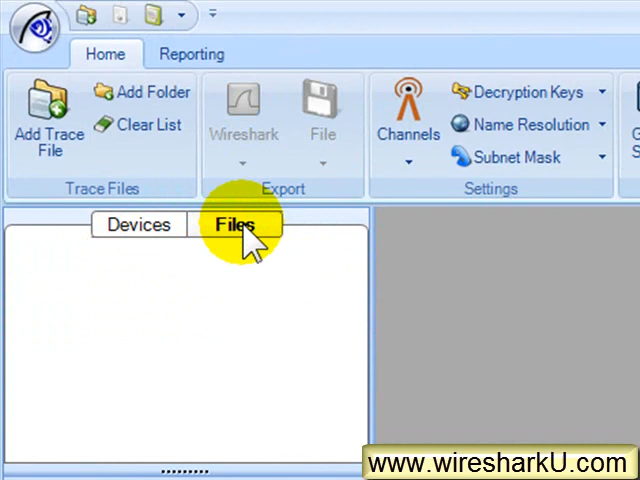 Home
Reporting
Add Trace
File
Add Folder
Clear List
Trace Files
Wireshark
File
Export
Channels
Decryption Keys
Name Resolution
Subnet Mask
Settings
Devices
Files
www.wiresharkU.com